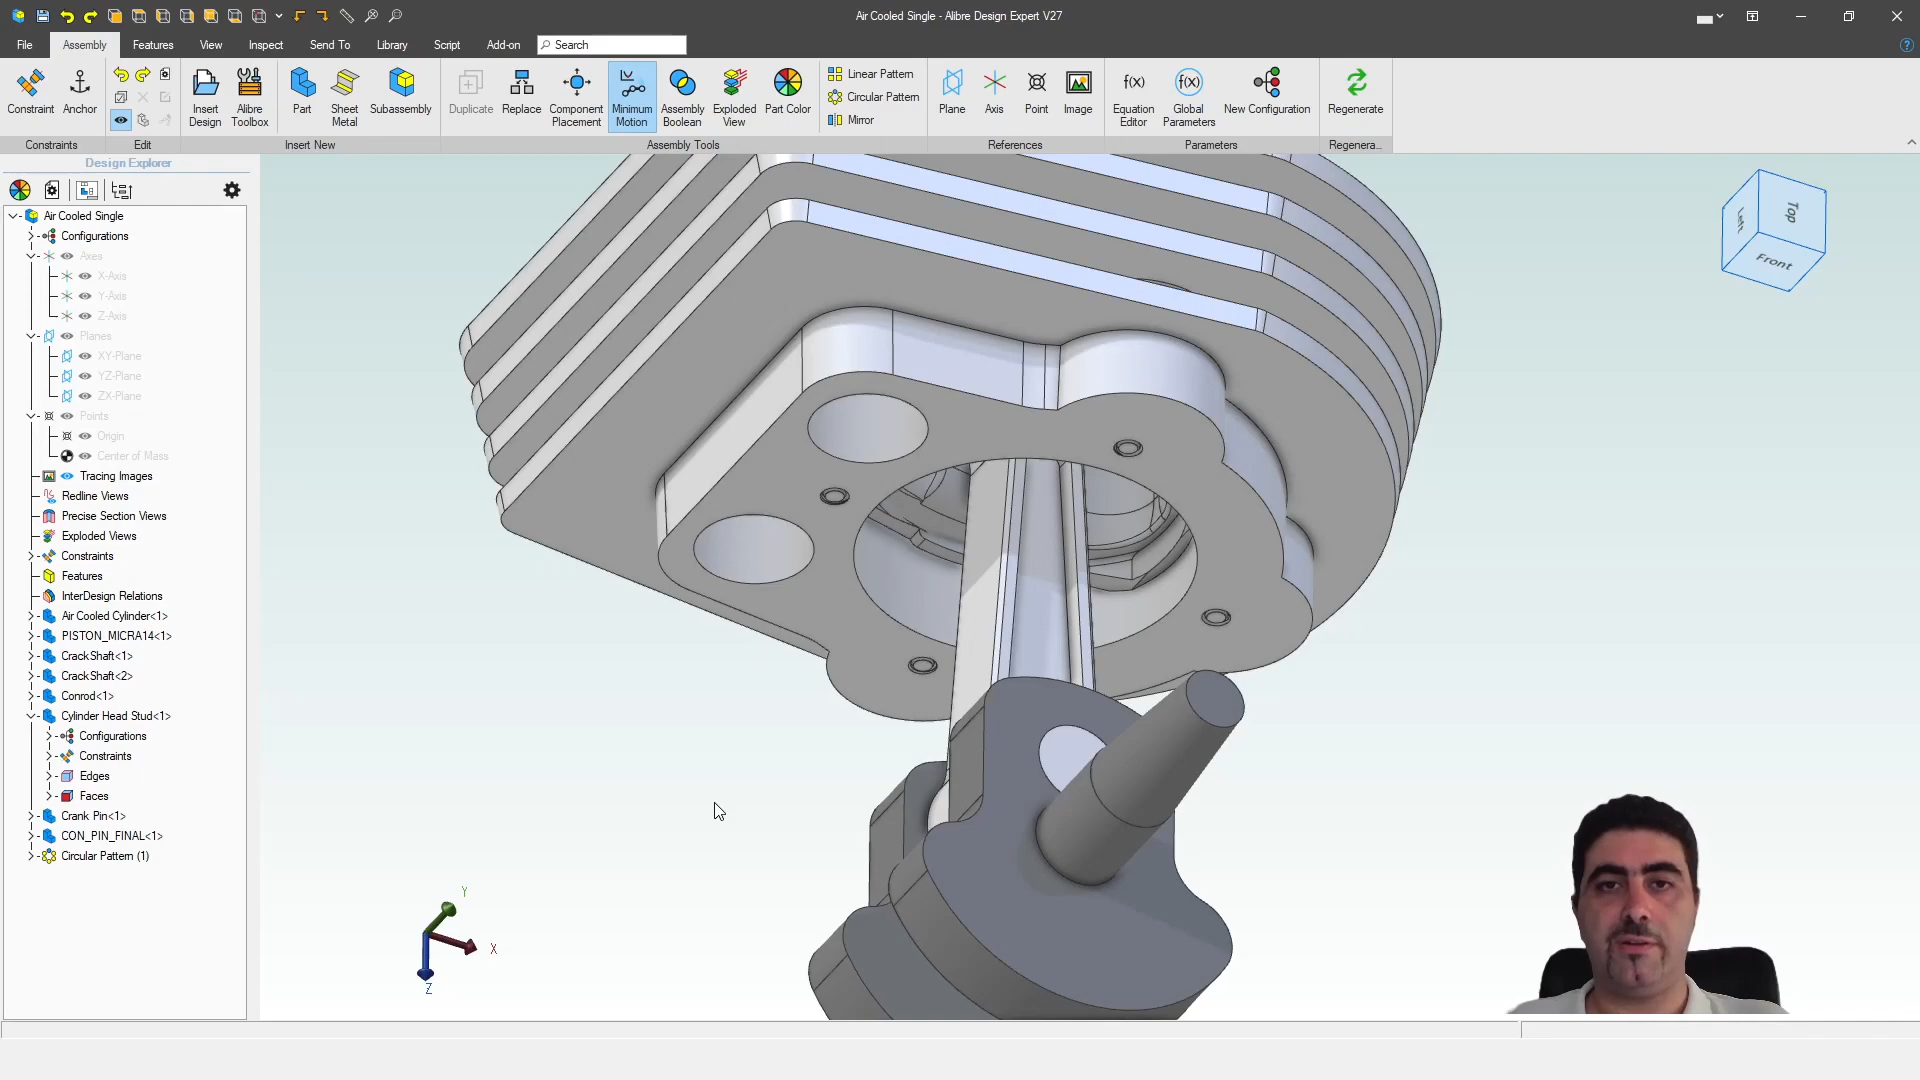 Air Cooled Single - Alibre Design Expert V27
File Assembly Features View Inspect Send To Library Script Add-on Search
Constraint Anchor
Insert Design
Alibre Toolbox
Part
Sheet Metal
Subassembly
Duplicate
Replace
Component Placement
Minimum Motion
Assembly Boolean
Exploded View
Part Color
Linear Pattern
Circular Pattern
Mirror
Plane
Axis
Point
Image
Equation Editor
Global Parameters
New Configuration
Regenerate
Constraints Edit Insert New Assembly Tools References Parameters Regenera...
Design Explorer
Air Cooled Single
Configurations
Axes
X-Axis
Y-Axis
Z-Axis
Planes
XY-Plane
YZ-Plane
ZX-Plane
Points
Origin
Center of Mass
Tracing Images
Redline Views
Precise Section Views
Exploded Views
Constraints
Features
InterDesign Relations
Air Cooled Cylinder<1>
PISTON_MICRA14<1>
CrackShaft<1>
CrackShaft<2>
Conrod<1>
Cylinder Head Stud<1>
Configurations
Constraints
Edges
Faces
Crank Pin<1>
CON_PIN_FINAL<1>
Circular Pattern (1)
Left
Top
Front
Y
X
Z